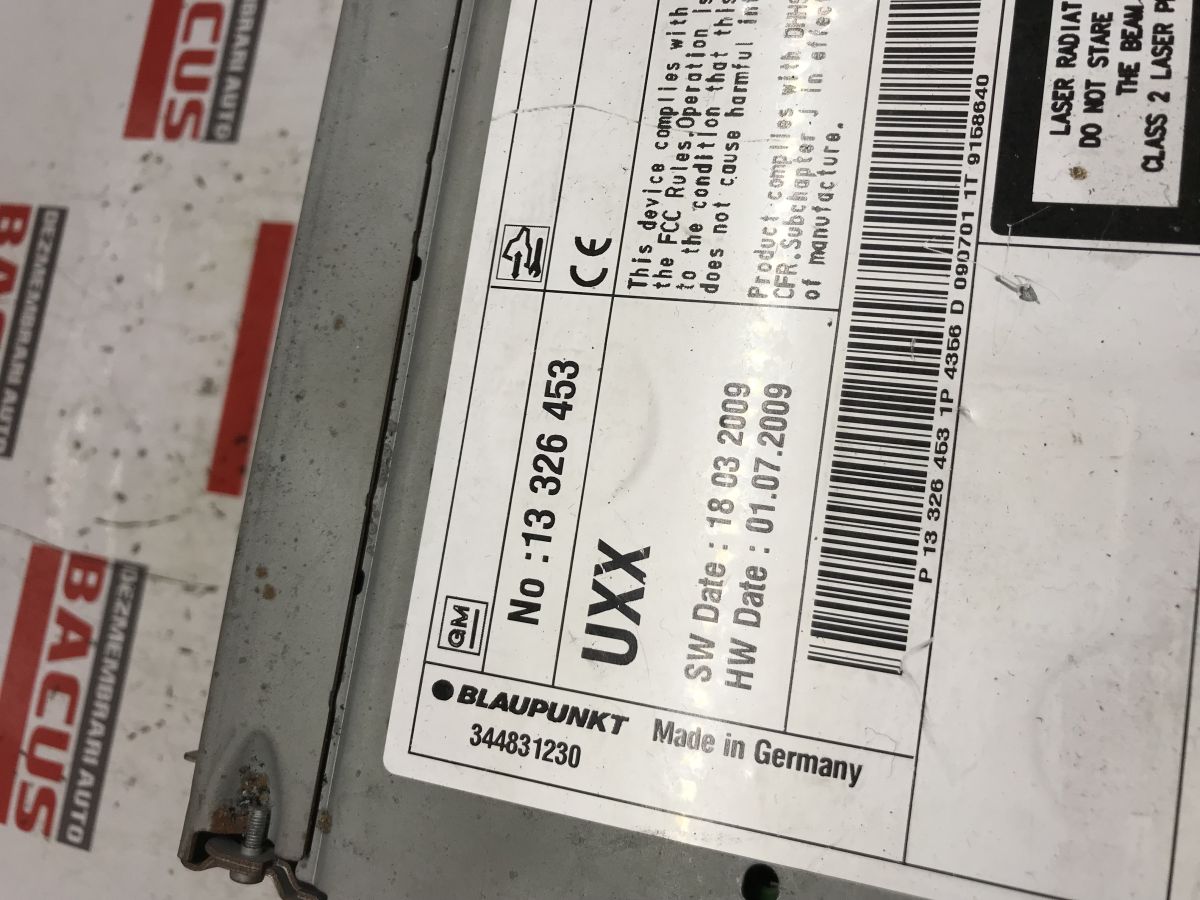 GM
No : 13 326 453
UXX
SW Date : 18 03 2009
HW Date : 01.07.2009
CE
This device complies with
the FCC Rules. Operation is
to the condition that this
does not cause harmful
Product complies with DHHS
CFR. Subchapter J in effect
of manufacture.
P 13 326 453 1P 4356 D 090701 1T 9158640
BLAUPUNKT
344831230
Made in Germany
LASER RADIAT
DO NOT STARE
THE BEAM
CLASS 2 LASER
BACUS
DEZMEMBRARI AUTO
BACUS
DEZMEMBRARI AUTO
BACUS
DEZMEMBRARI AUTO